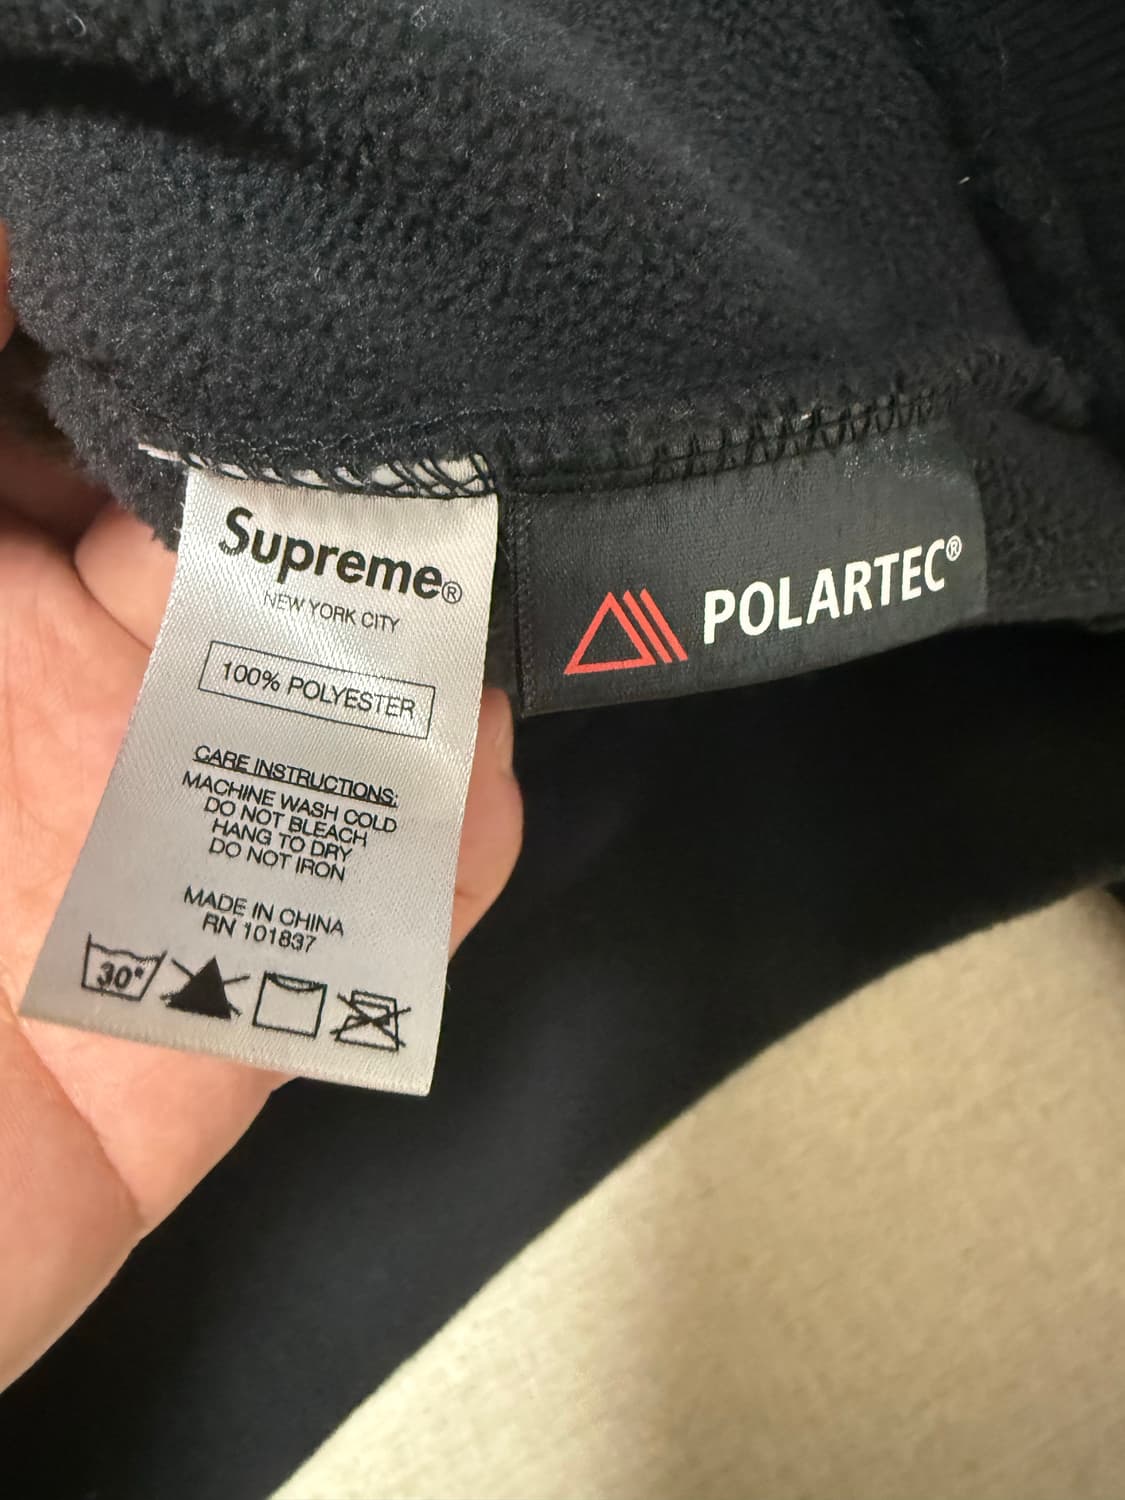 Supreme®
NEW YORK CITY
100% POLYESTER
CARE INSTRUCTIONS:
MACHINE WASH COLD
DO NOT BLEACH
HANG TO DRY
DO NOT IRON
MADE IN CHINA
RN 101837
30°
POLARTEC®